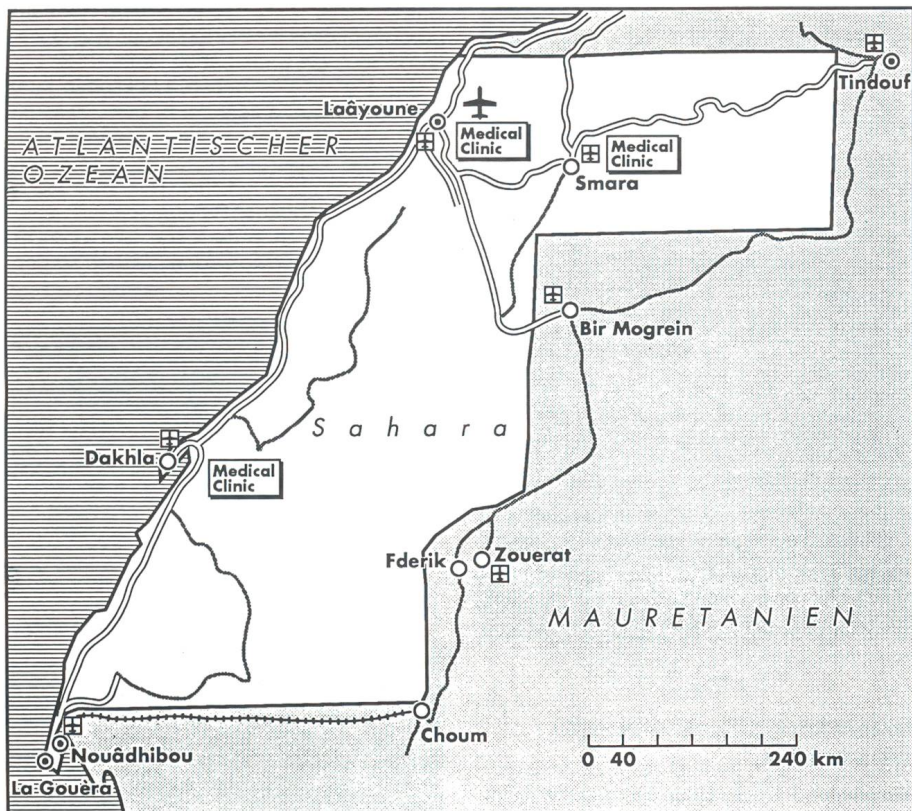 Tindouf
Laâyoune
Medical
Clinic
ATLANTISCHER
OZEAN
Medical
Clinic
Smara
Bir Mogrein
Sahara
Dakhla
Medical
Clinic
Fderik
Zouerat
MAURETANIEN
Choum
Nouâdhibou
La Gouèra
0 40 240 km